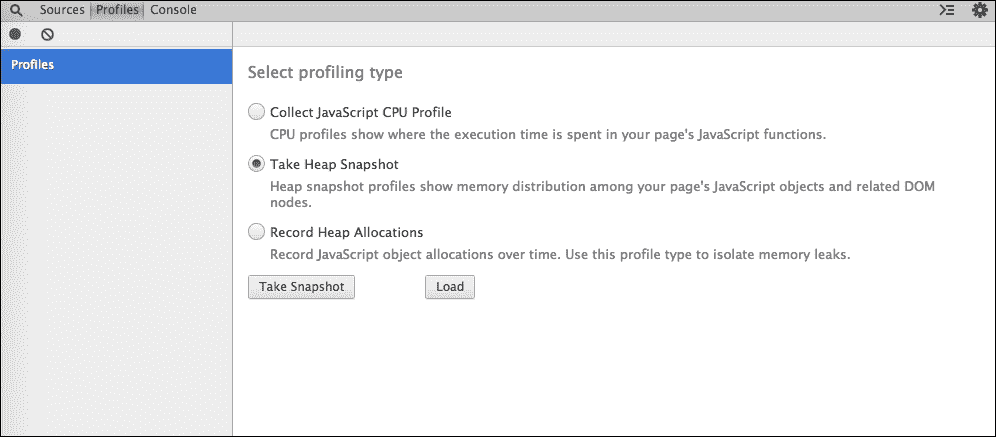 Sources Profiles Console
Profiles
Select profiling type
Collect JavaScript CPU Profile
CPU profiles show where the execution time is spent in your page's JavaScript functions.
Take Heap Snapshot
Heap snapshot profiles show memory distribution among your page's JavaScript objects and related DOM
nodes.
Record Heap Allocations
Record JavaScript object allocations over time. Use this profile type to isolate memory leaks.
Take Snapshot Load